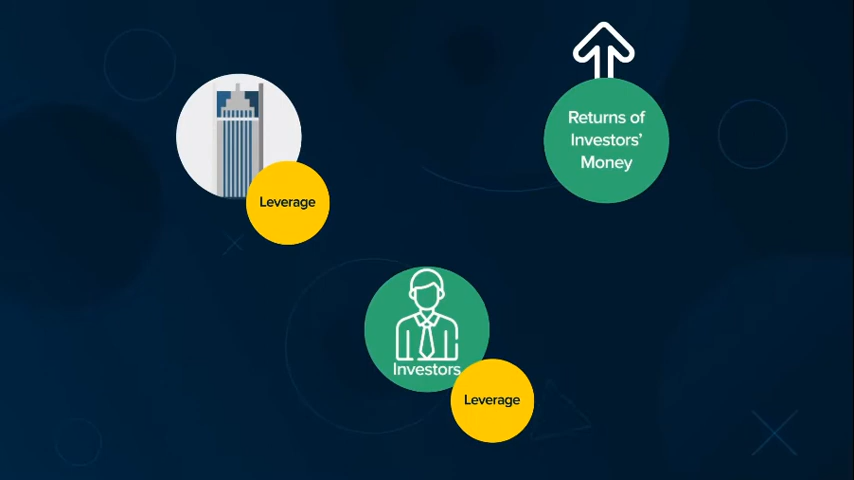 Returns of
Investors'
Money
Leverage
Investors
Leverage